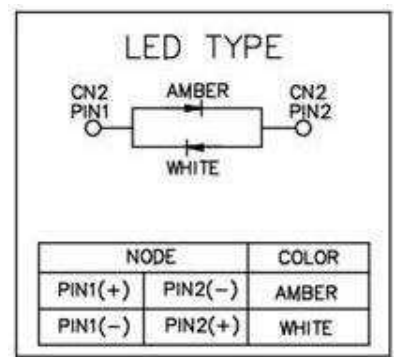 LED TYPE
CN2 AMBER CN2
PIN1 PIN2
WHITE
NODE COLOR
PIN1(+) PIN2(-) AMBER
PIN1(-) PIN2(+) WHITE